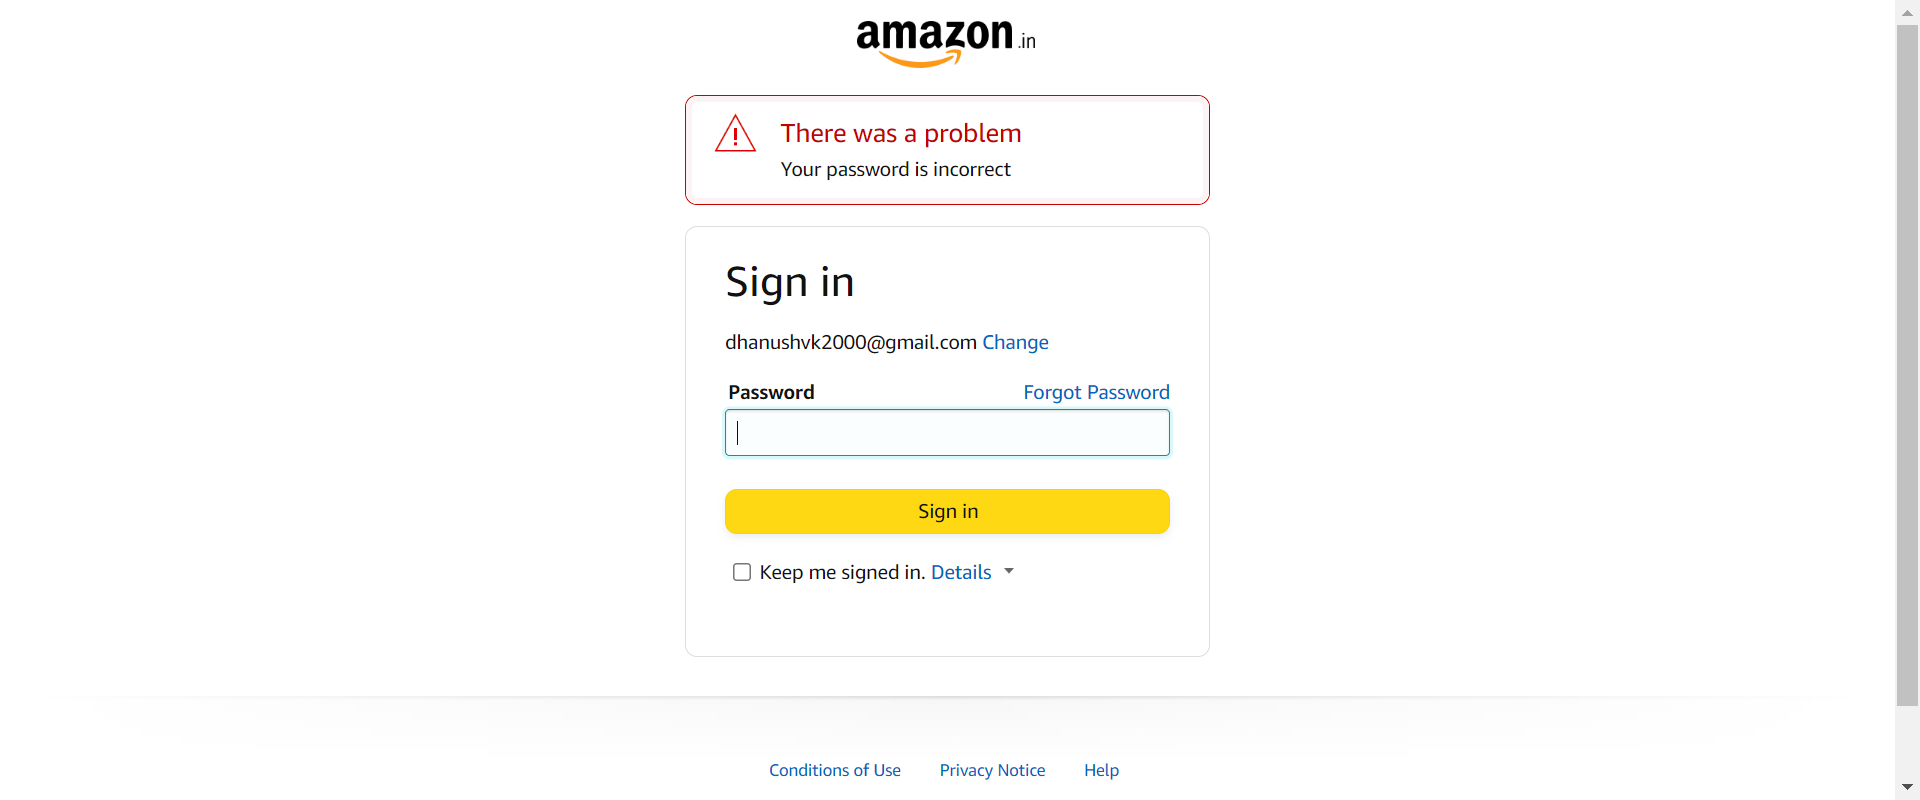 amazon.in
There was a problem
Your password is incorrect
Sign in
dhanushvk2000@gmail.com Change
Password Forgot Password
Sign in
Keep me signed in. Details
Conditions of Use Privacy Notice Help